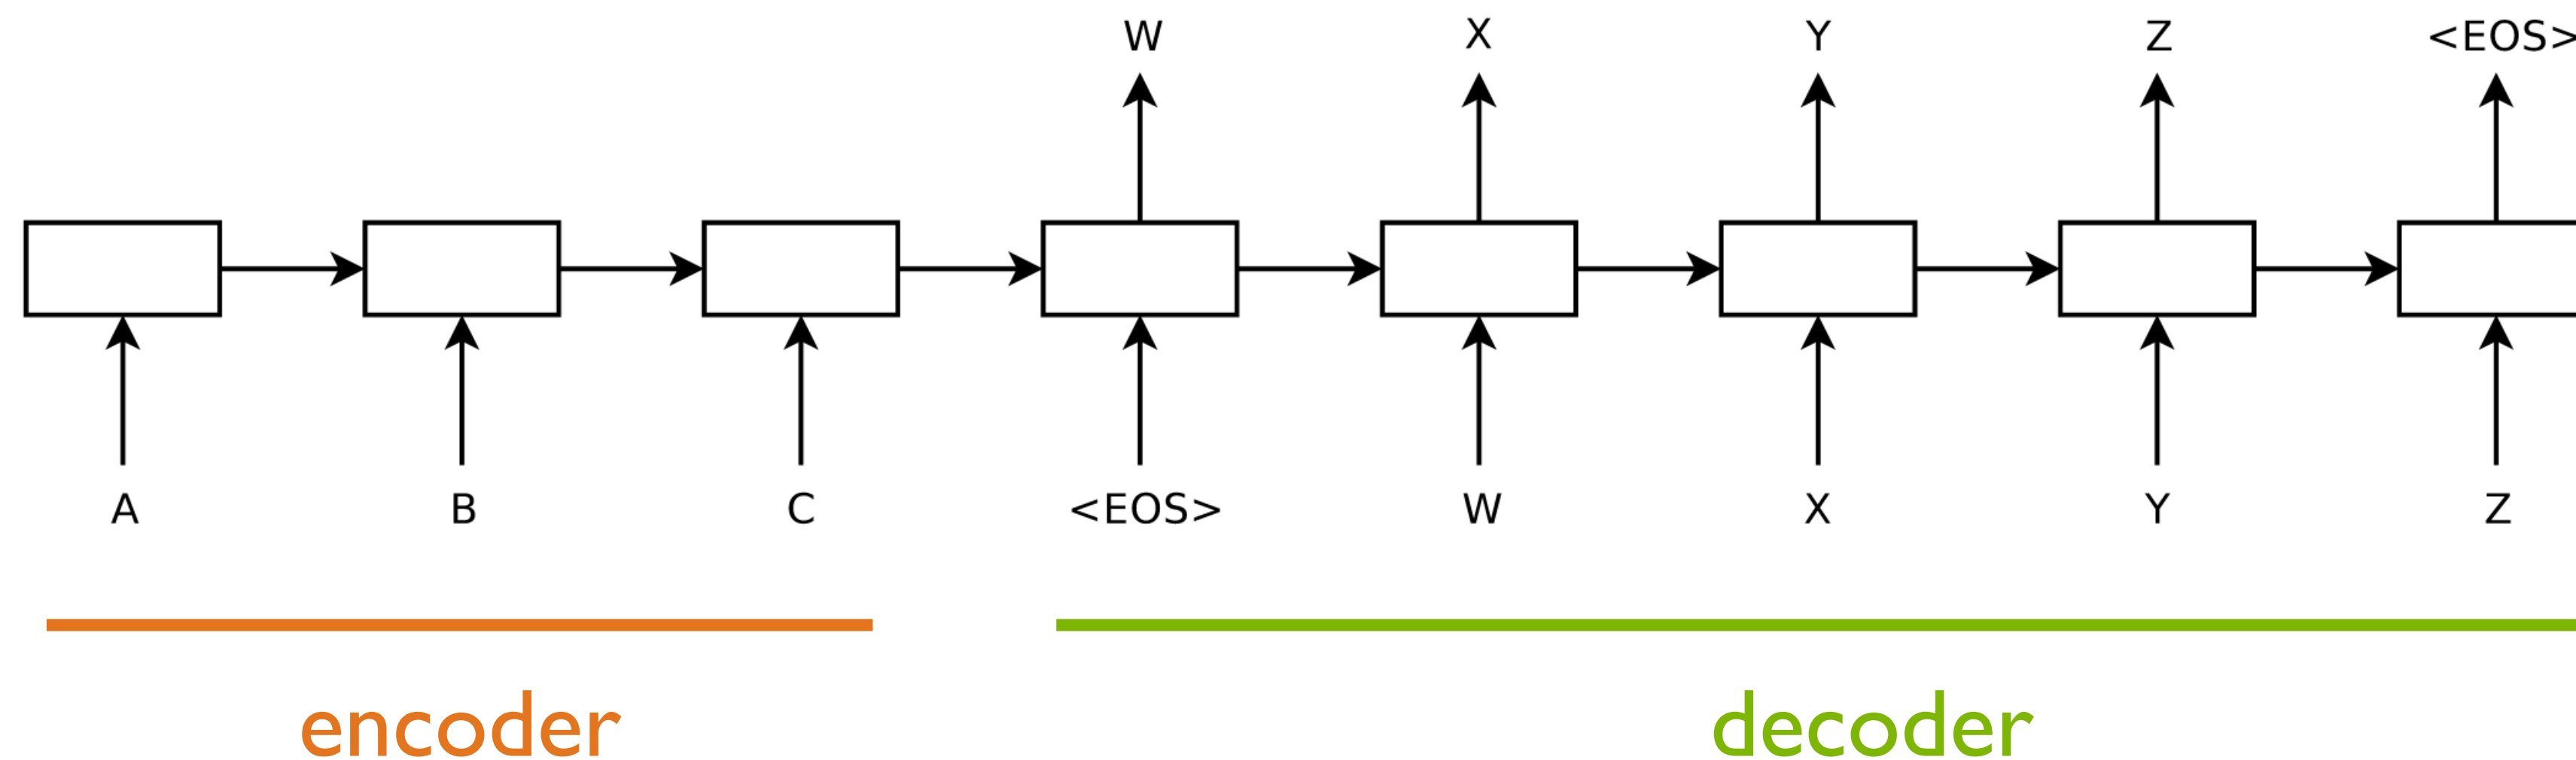 W X Y Z <EOS>
A B C <EOS> W X Y Z
encoder decoder